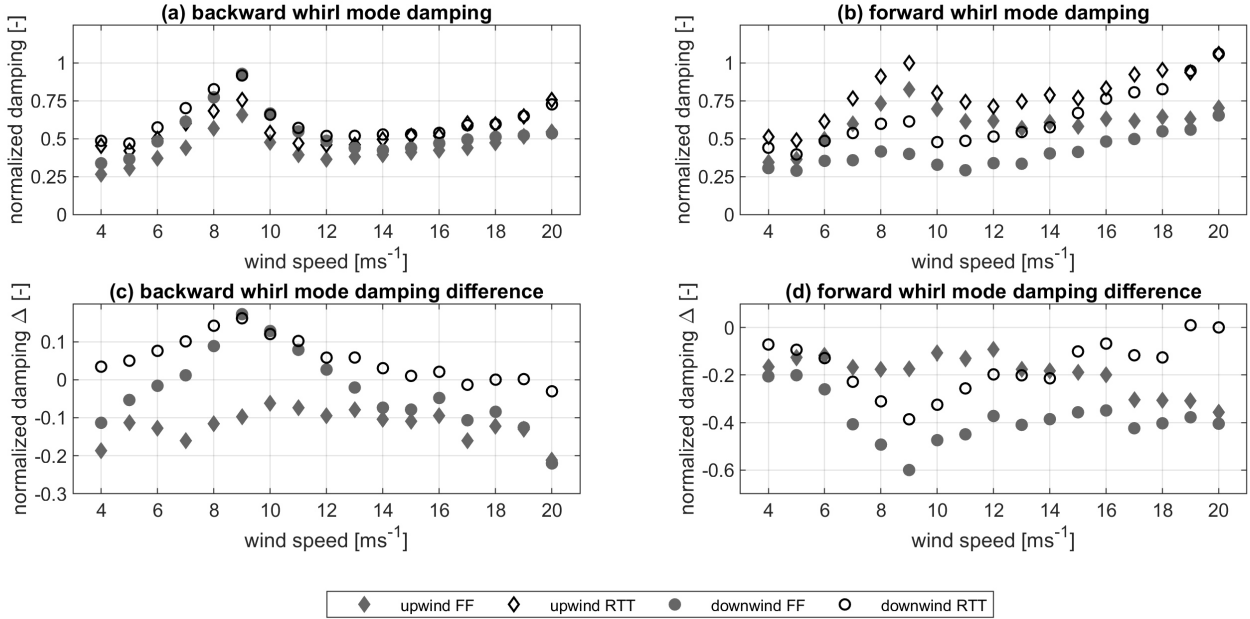 (a) backward whirl mode damping
normalized damping [-]
1
0.75
0.5
0.25
0
4 6 8 10 12 14 16 18 20
wind speed [ms-1]
(b) forward whirl mode damping
normalized damping [-]
1
0.75
0.5
0.25
0
4 6 8 10 12 14 16 18 20
wind speed [ms-1]
(c) backward whirl mode damping difference
normalized damping Δ [-]
0.1
0
-0.1
-0.2
-0.3
4 6 8 10 12 14 16 18 20
wind speed [ms-1]
(d) forward whirl mode damping difference
normalized damping Δ [-]
0
-0.2
-0.4
-0.6
4 6 8 10 12 14 16 18 20
wind speed [ms-1]
upwind FF upwind RTT downwind FF downwind RTT